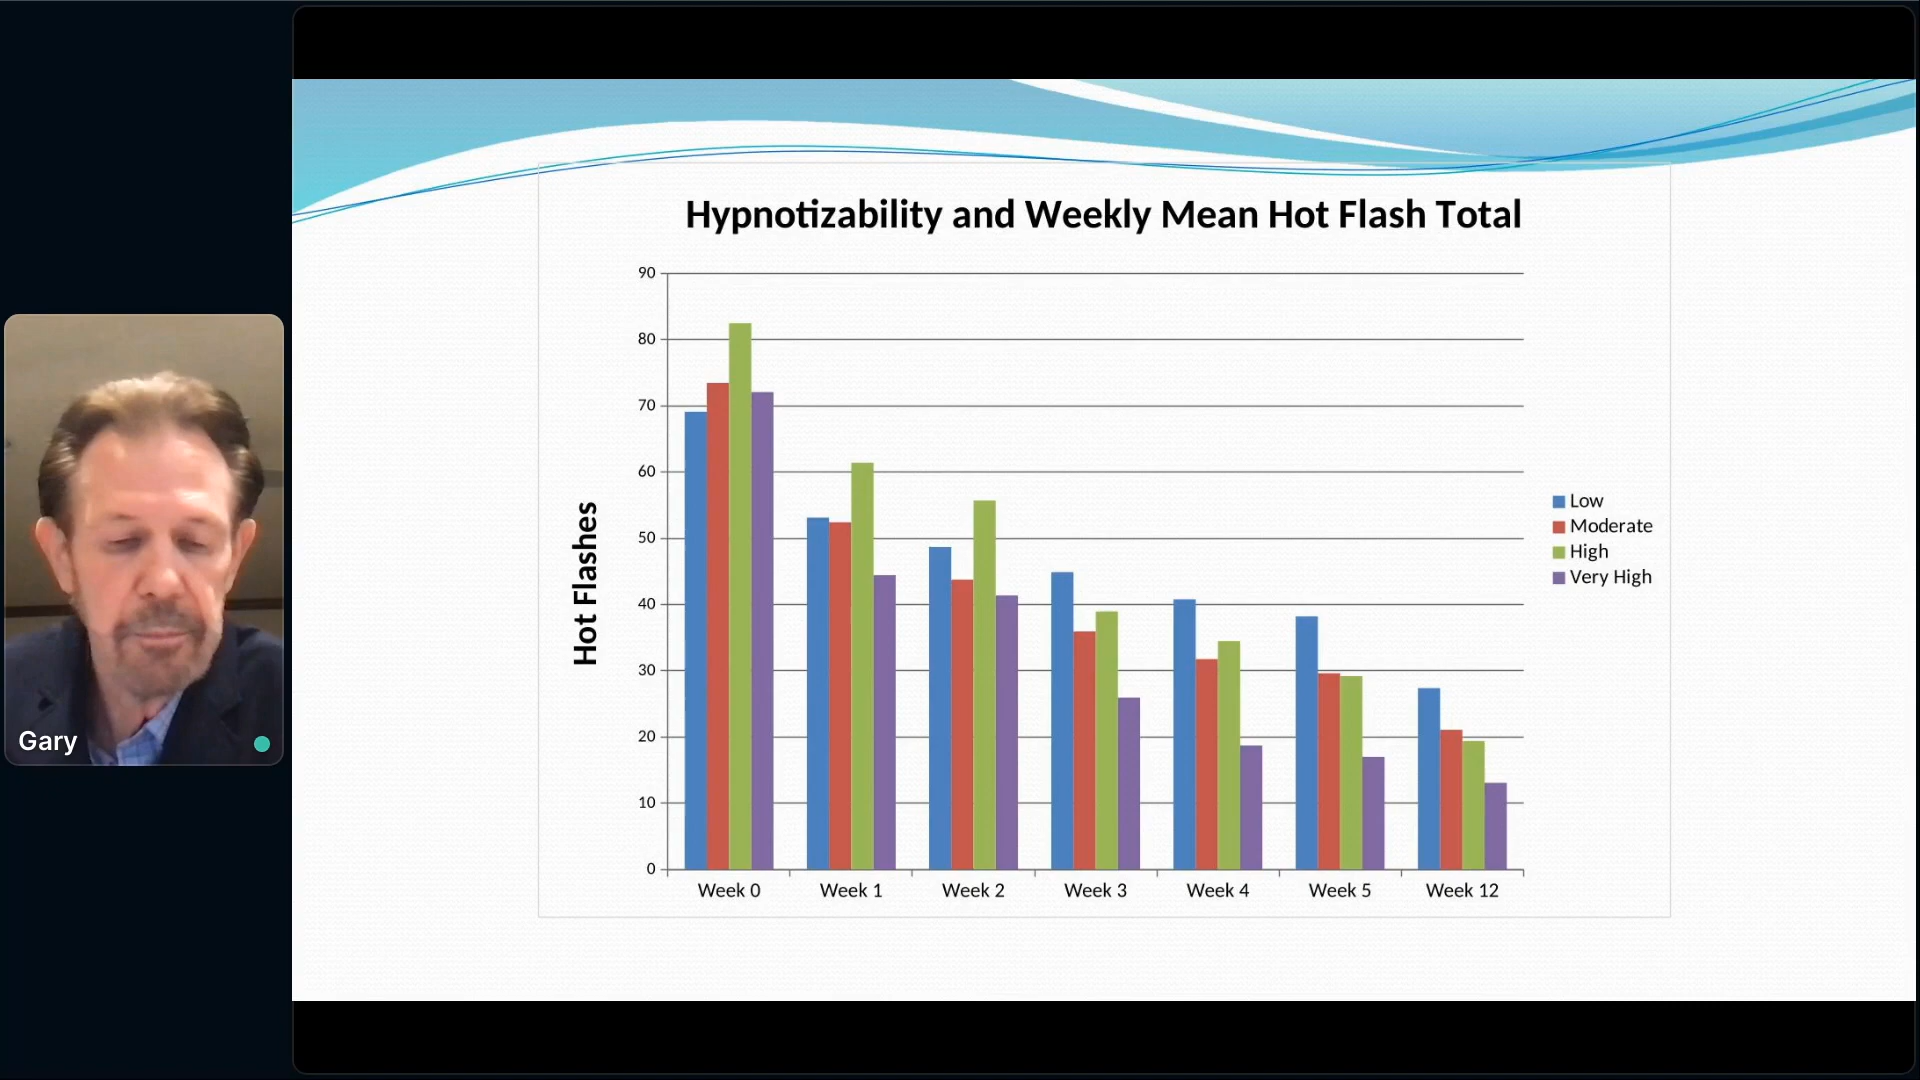 Hypnotizability and Weekly Mean Hot Flash Total
90
80
70
60
50
40
30
20
10
0
Hot Flashes
Week 0
Week 1
Week 2
Week 3
Week 4
Week 5
Week 12
Low
Moderate
High
Very High
Gary